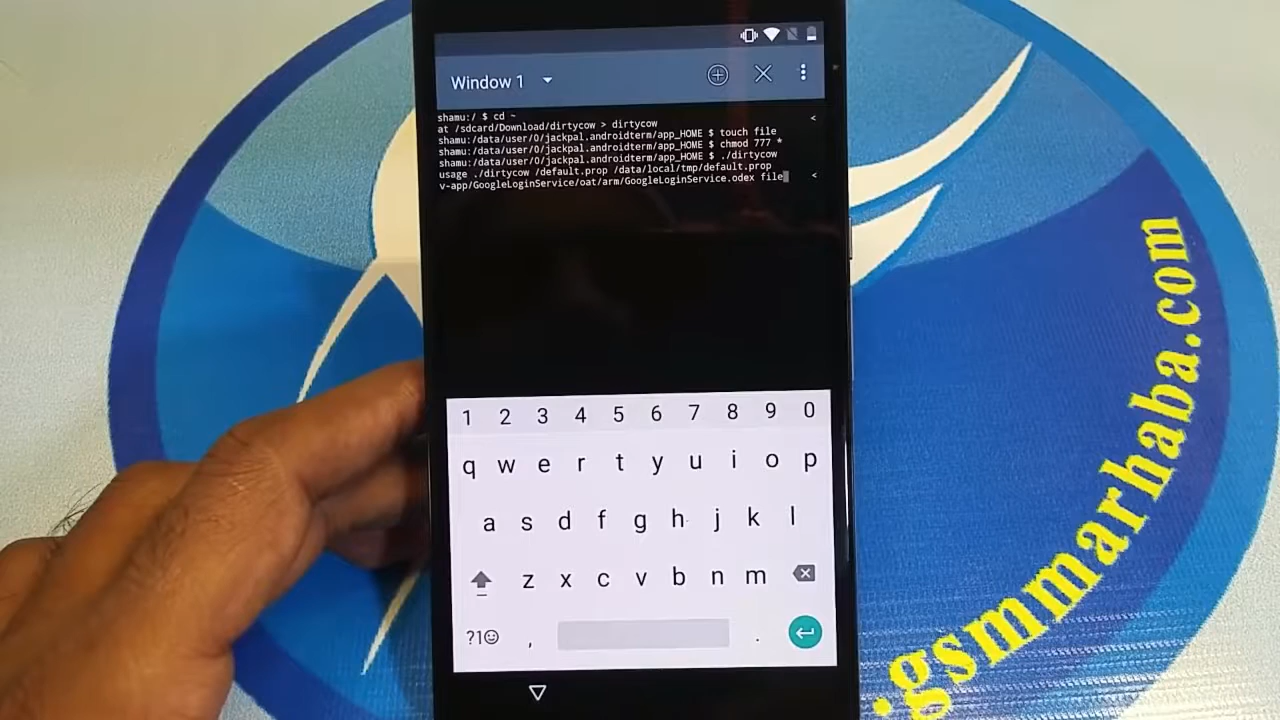 Window 1
shamu:/ $ cd ~
at /sdcard/Download/dirtycow > dirtycow <
shamu:/data/user/0/jackpal.androidterm/app_HOME $ touch file
shamu:/data/user/0/jackpal.androidterm/app_HOME $ chmod 777 *
shamu:/data/user/0/jackpal.androidterm/app_HOME $ ./dirtycow
usage ./dirtycow /default.prop /data/local/tmp/default.prop
v-app/GoogleLoginService/oat/arm/GoogleLoginService.odex file <
1 2 3 4 5 6 7 8 9 0
q w e r t y u i o p
a s d f g h j k l
z x c v b n m
?1☺ , .
.gsmmarhaba.com